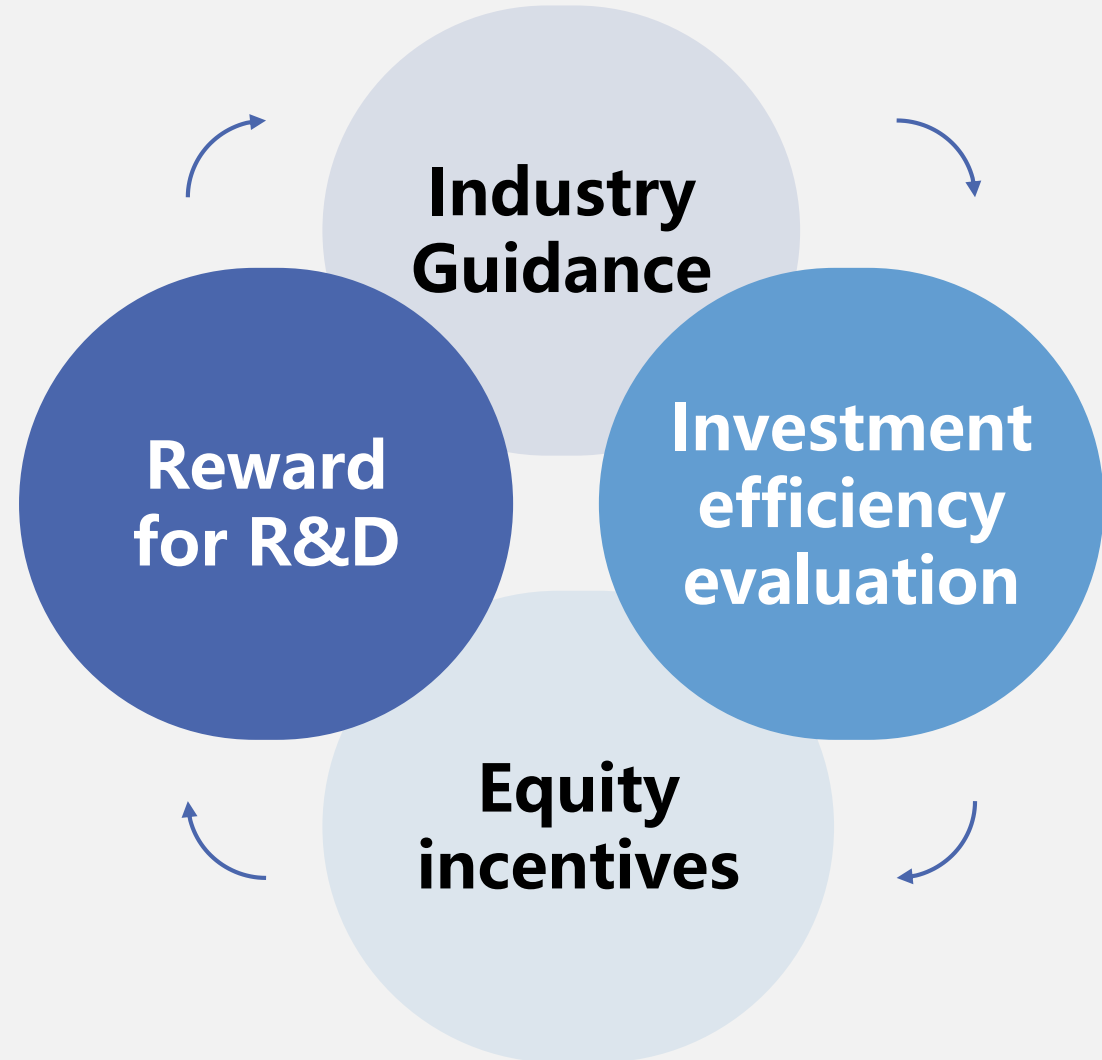 Industry
Guidance
Reward
for R&D
Investment
efficiency
evaluation
Equity
incentives